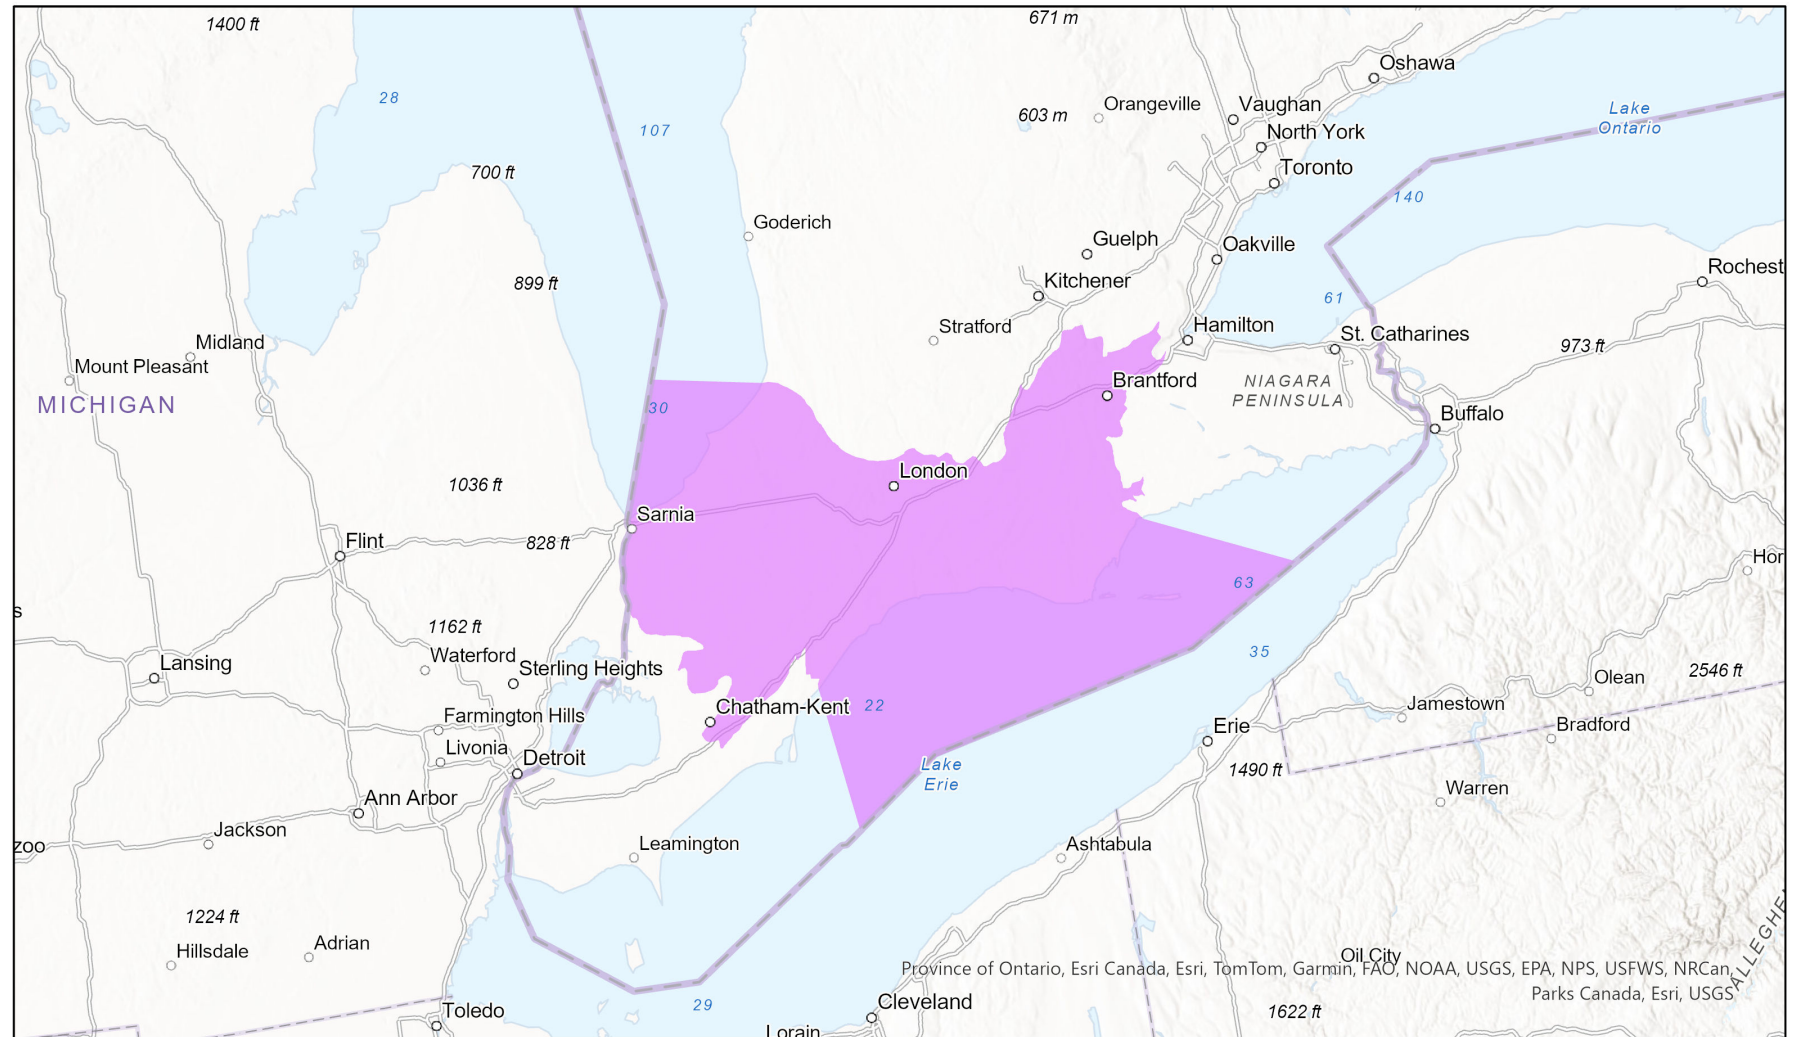 1400 ft
671 m
Oshawa
28
Orangeville
Vaughan
603 m
Lake
Ontario
107
North York
700 ft
Toronto
140
Goderich
Guelph
Oakville
Rochest
899 ft
Kitchener
61
Stratford
Hamilton
St. Catharines
Midland
973 ft
Mount Pleasant
Brantford
NIAGARA
PENINSULA
MICHIGAN
30
Buffalo
London
1036 ft
Sarnia
Flint
828 ft
Hor
63
s
1162 ft
Waterford
35
Lansing
Sterling Heights
2546 ft
Olean
Chatham-Kent
22
Jamestown
Farmington Hills
Erie
Bradford
Livonia
Detroit
Lake
Erie
1490 ft
Ann Arbor
Warren
Jackson
zoo
Leamington
Ashtabula
1224 ft
Adrian
Hillsdale
Oil City
ALLEGHE
Province of Ontario, Esri Canada, Esri, TomTom, Garmin, FAO, NOAA, USGS, EPA, NPS, USFWS, NRCan,
Parks Canada, Esri, USGS
29
Cleveland
Toledo
1622 ft
Lorain